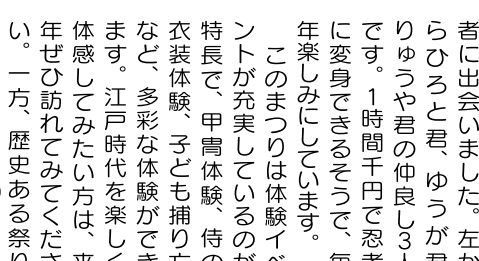 者に出会いました。左か
らひろと君、ゆうが君
りゅうや君の仲良し3人
です。1時間千円で忍者
に変身できるそうで、毎
年楽しみにしています。
このまつりは体験イベ
ントが充実しているのが
特長で、甲冑体験、侍の
衣装体験、子ども捕り方
など、多彩な体験ができ
ます。江戸時代を楽しく
体感してみたい方は、来
年ぜひ訪れてみてくださ
い。一方、歴史ある祭り